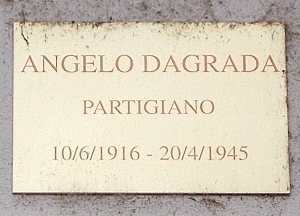 ANGELO DAGRADA
PARTIGIANO
10/6/1916 - 20/4/1945